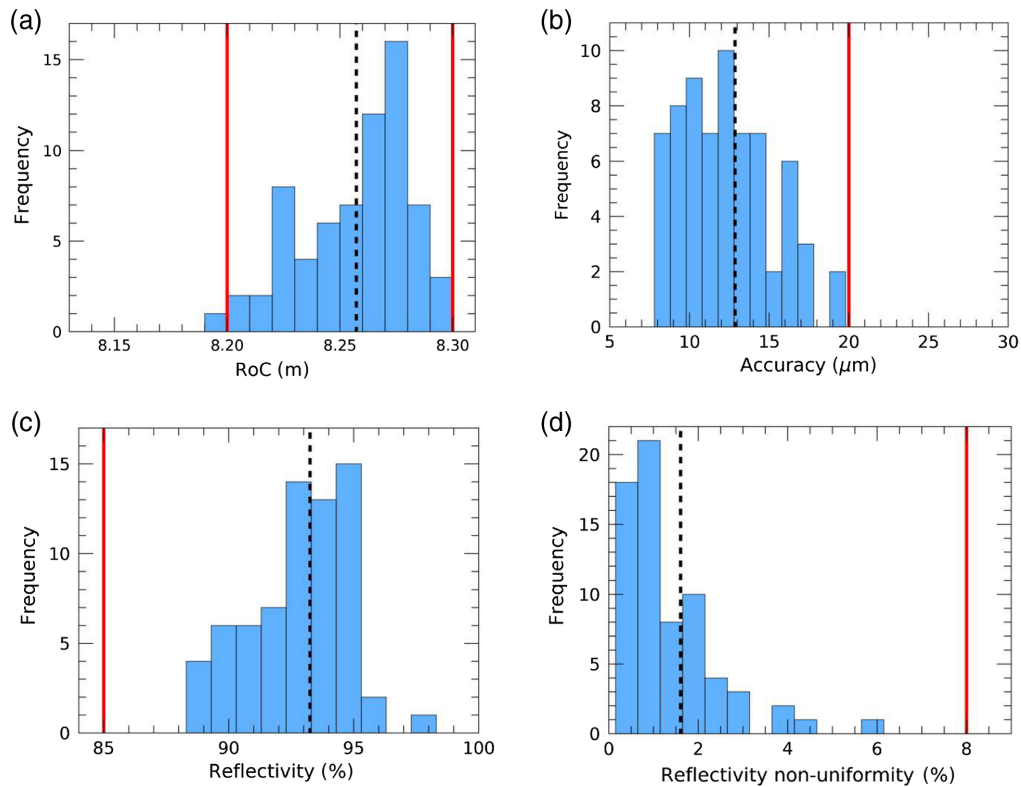 (a)
15
10
5
0
Frequency
8.15 8.20 8.25 8.30
RoC (m)
(b)
10
8
6
4
2
0
Frequency
5 10 15 20 25 30
Accuracy (μm)
(c)
15
10
5
0
Frequency
85 90 95 100
Reflectivity (%)
(d)
20
15
10
5
0
Frequency
0 2 4 6 8
Reflectivity non-uniformity (%)